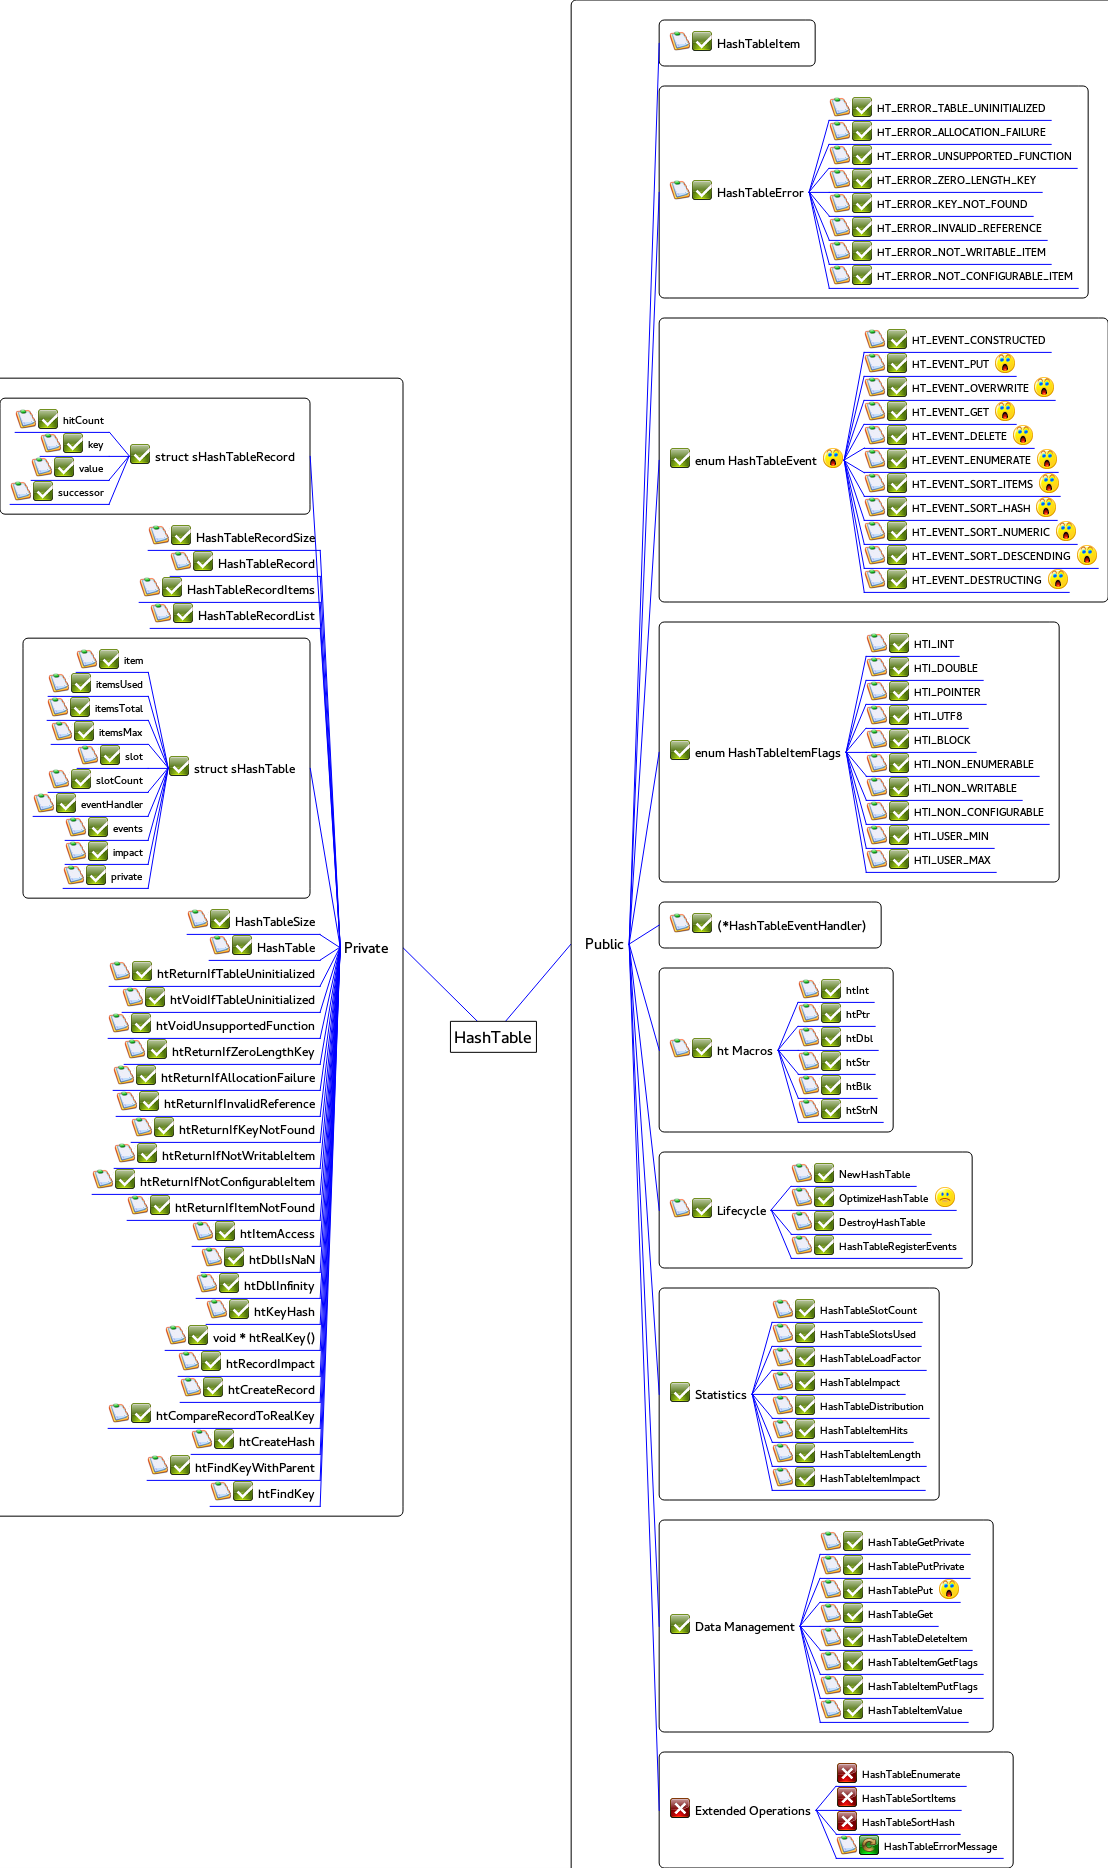 HashTable
Private
struct sHashTableRecord
hitCount
key
value
successor
HashTableRecordSize
HashTableRecord
HashTableRecordItems
HashTableRecordList
struct sHashTable
item
itemsUsed
itemsTotal
itemsMax
slot
slotCount
eventHandler
events
impact
private
HashTableSize
HashTable
htReturnIfTableUninitialized
htVoidIfTableUninitialized
htVoidUnsupportedFunction
htReturnIfZeroLengthKey
htReturnIfAllocationFailure
htReturnIfInvalidReference
htReturnIfKeyNotFound
htReturnIfNotWritableItem
htReturnIfNotConfigurableItem
htReturnIfItemNotFound
htItemAccess
htDblIsNaN
htDblInfinity
htKeyHash
void * htRealKey()
htRecordImpact
htCreateRecord
htCompareRecordToRealKey
htCreateHash
htFindKeyWithParent
htFindKey
Public
HashTableItem
HashTableError
HT_ERROR_TABLE_UNINITIALIZED
HT_ERROR_ALLOCATION_FAILURE
HT_ERROR_UNSUPPORTED_FUNCTION
HT_ERROR_ZERO_LENGTH_KEY
HT_ERROR_KEY_NOT_FOUND
HT_ERROR_INVALID_REFERENCE
HT_ERROR_NOT_WRITABLE_ITEM
HT_ERROR_NOT_CONFIGURABLE_ITEM
enum HashTableEvent
HT_EVENT_CONSTRUCTED
HT_EVENT_PUT
HT_EVENT_OVERWRITE
HT_EVENT_GET
HT_EVENT_DELETE
HT_EVENT_ENUMERATE
HT_EVENT_SORT_ITEMS
HT_EVENT_SORT_HASH
HT_EVENT_SORT_NUMERIC
HT_EVENT_SORT_DESCENDING
HT_EVENT_DESTRUCTING
enum HashTableItemFlags
HTI_INT
HTI_DOUBLE
HTI_POINTER
HTI_UTF8
HTI_BLOCK
HTI_NON_ENUMERABLE
HTI_NON_WRITABLE
HTI_NON_CONFIGURABLE
HTI_USER_MIN
HTI_USER_MAX
(*HashTableEventHandler)
ht Macros
htInt
htPtr
htDbl
htStr
htBlk
htStrN
Lifecycle
NewHashTable
OptimizeHashTable
DestroyHashTable
HashTableRegisterEvents
Statistics
HashTableSlotCount
HashTableSlotsUsed
HashTableLoadFactor
HashTableImpact
HashTableDistribution
HashTableItemHits
HashTableItemLength
HashTableItemImpact
Data Management
HashTableGetPrivate
HashTablePutPrivate
HashTablePut
HashTableGet
HashTableDeleteItem
HashTableItemGetFlags
HashTableItemPutFlags
HashTableItemValue
Extended Operations
HashTableEnumerate
HashTableSortItems
HashTableSortHash
HashTableErrorMessage